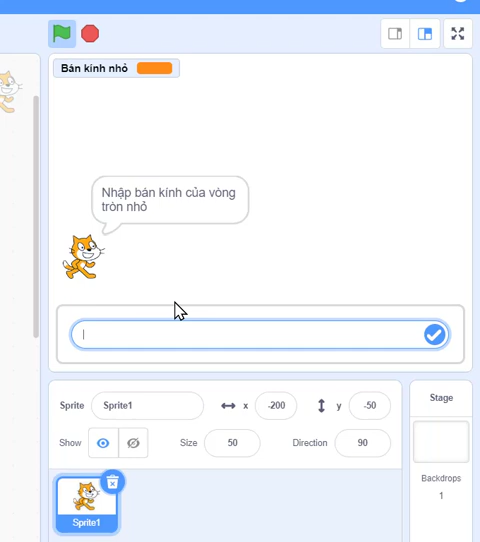 Bán kính nhỏ
Nhập bán kính của vòng
tròn nhỏ
Sprite Sprite1 x -200 y -50
Show Size 50 Direction 90
Sprite1
Stage
Backdrops
1